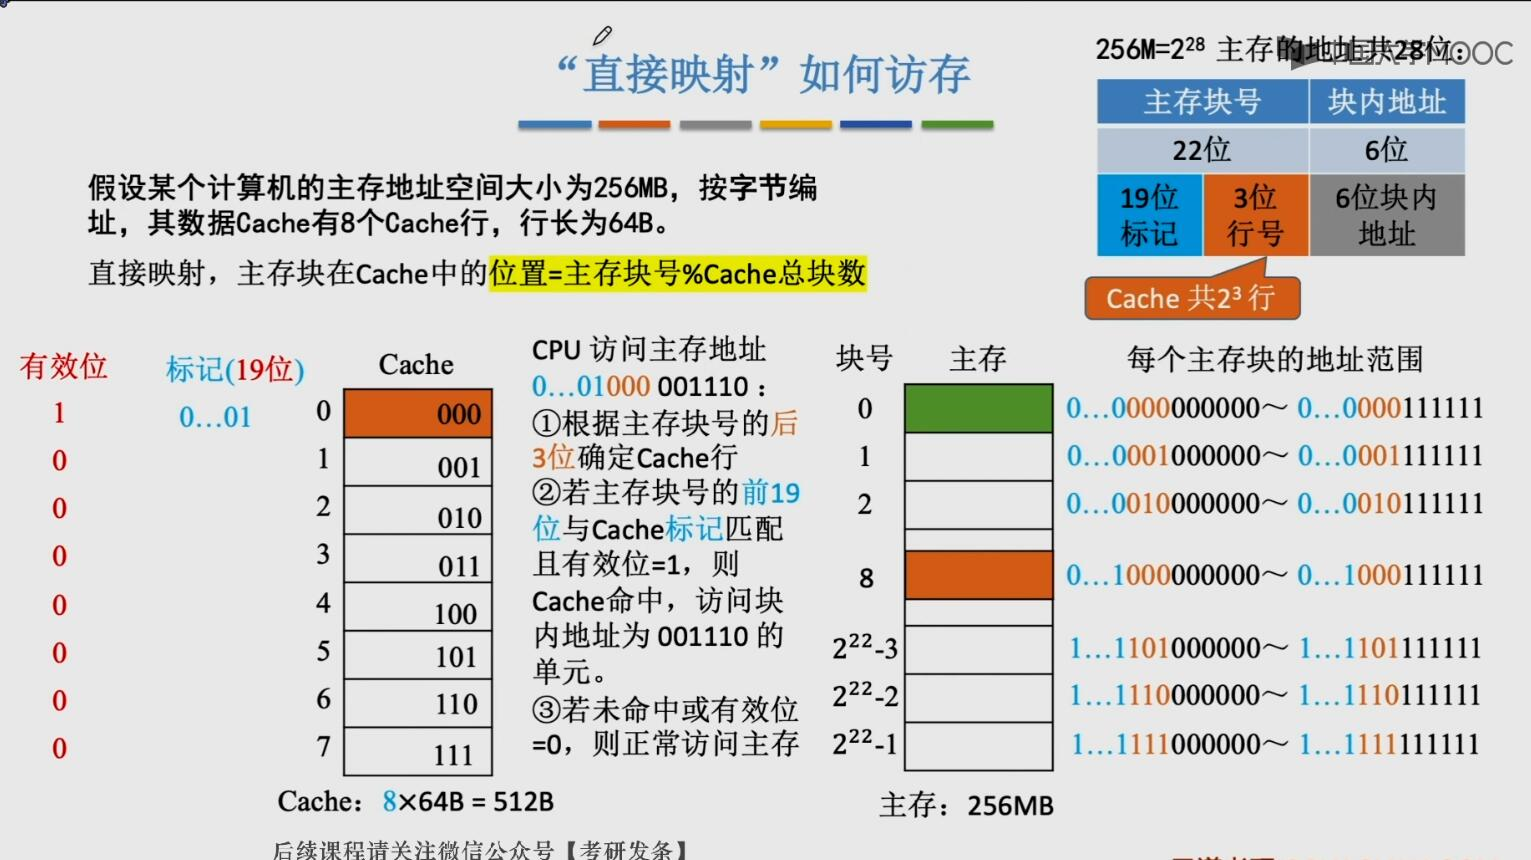 “直接映射”如何访存
256M=2²⁸ 主存的地址共28位：
主存块号 块内地址
22位 6位
19位标记 3位行号 6位块内地址
Cache 共2³ 行
假设某个计算机的主存地址空间大小为256MB，按字节编
址，其数据Cache有8个Cache行，行长为64B。
直接映射，主存块在Cache中的位置=主存块号%Cache总块数
有效位 标记(19位) Cache
1 0…01 0 000
0 1 001
0 2 010
0 3 011
0 4 100
0 5 101
0 6 110
0 7 111
Cache：8×64B = 512B
CPU 访问主存地址
0…01000 001110：
①根据主存块号的后
3位确定Cache行
②若主存块号的前19
位与Cache标记匹配
且有效位=1，则
Cache命中，访问块
内地址为 001110 的
单元。
③若未命中或有效位
=0，则正常访问主存
块号 主存 每个主存块的地址范围
0 0…0000000000～ 0…0000111111
1 0…0001000000～ 0…0001111111
2 0…0010000000～ 0…0010111111
8 0…1000000000～ 0…1000111111
2²²-3 1…1101000000～ 1…1101111111
2²²-2 1…1110000000～ 1…1110111111
2²²-1 1…1111000000～ 1…1111111111
主存：256MB
后续课程请关注微信公众号【考研发条】